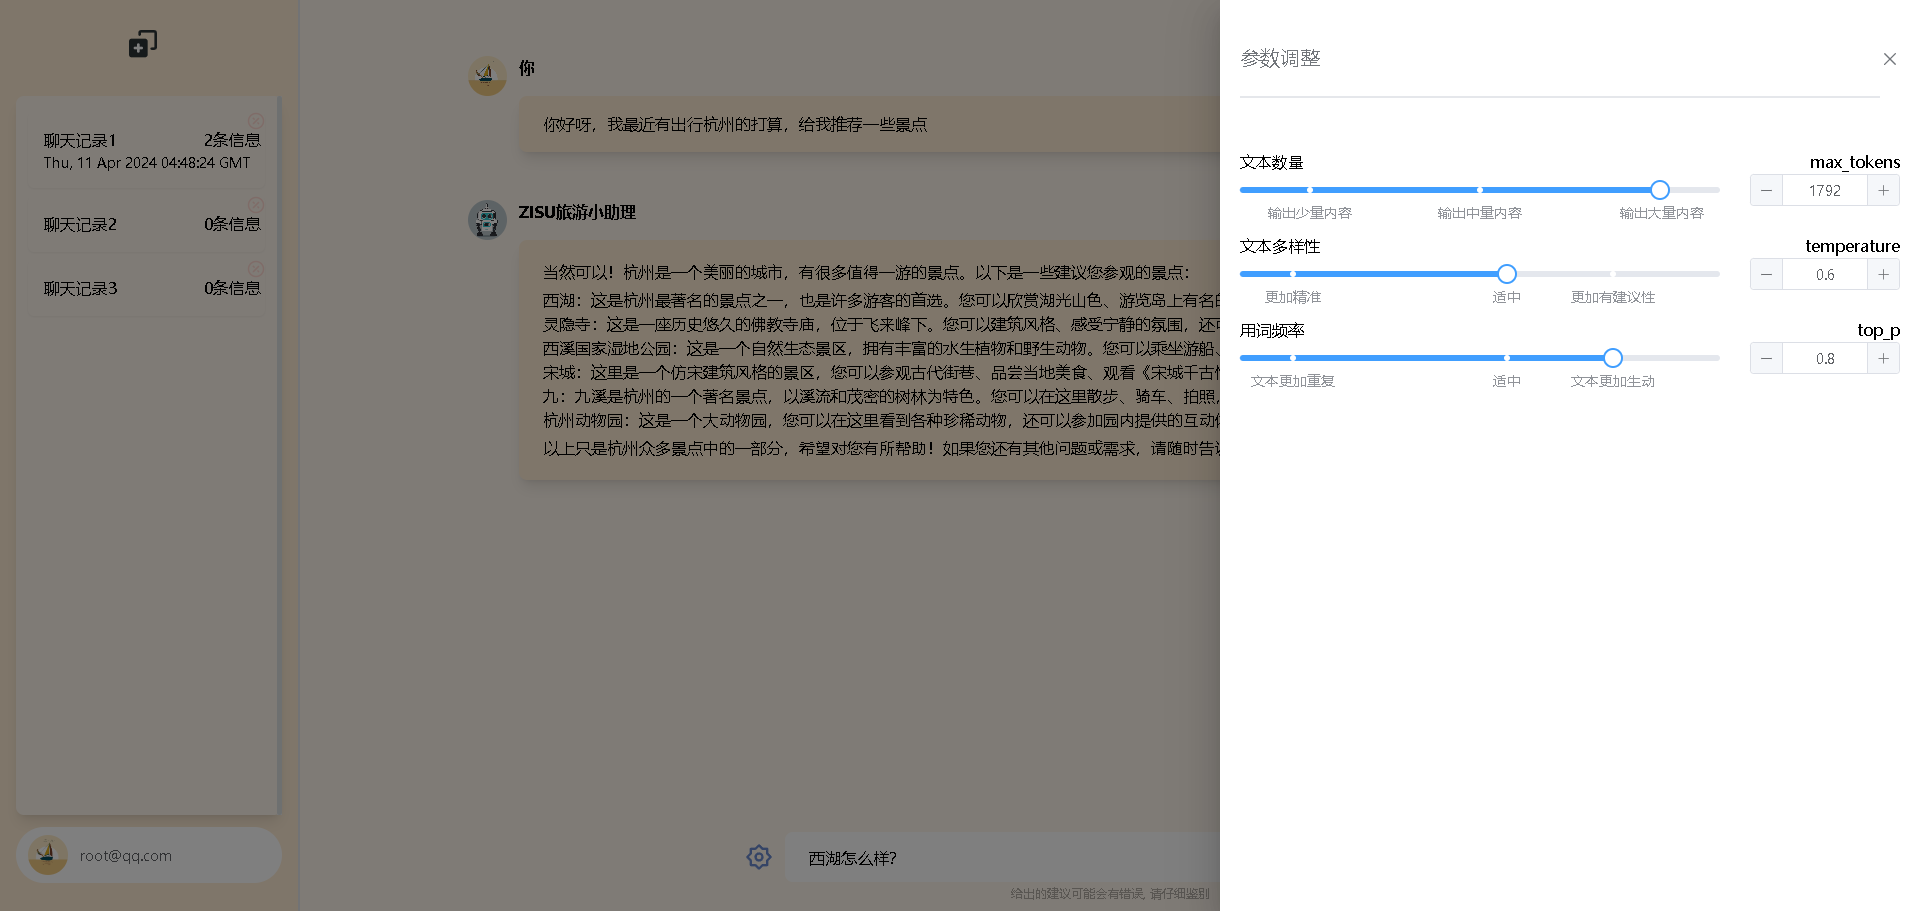 聊天记录1 2条信息
Thu, 11 Apr 2024 04:48:24 GMT
聊天记录2 0条信息
聊天记录3 0条信息
root@qq.com
你
你好呀，我最近有出行杭州的打算，给我推荐一些景点
ZISU旅游小助理
当然可以！杭州是一个美丽的城市，有很多值得一游的景点。以下是一些建议您参观的景点：
西湖：这是杭州最著名的景点之一，也是许多游客的首选。您可以欣赏湖光山色、游览岛上有名的
灵隐寺：这是一座历史悠久的佛教寺庙，位于飞来峰下。您可以建筑风格、感受宁静的氛围，还
西溪国家湿地公园：这是一个自然生态景区，拥有丰富的水生植物和野生动物。您可以乘坐游船、
宋城：这里是一个仿宋建筑风格的景区，您可以参观古代街巷、品尝当地美食、观看《宋城千古
九：九溪是杭州的一个著名景点，以溪流和茂密的树林为特色。您可以在这里散步、骑车、拍照，
杭州动物园：这是一个大动物园，您可以在这里看到各种珍稀动物，还可以参加园内提供的互动
以上只是杭州众多景点中的一部分，希望对您有所帮助！如果您还有其他问题或需求，请随时告
西湖怎么样?
给出的建议可能会有错误, 请仔细鉴别
参数调整
文本数量 max_tokens
1792
输出少量内容 输出中量内容 输出大量内容
文本多样性 temperature
0.6
更加精准 适中 更加有建议性
用词频率 top_p
0.8
文本更加重复 适中 文本更加生动